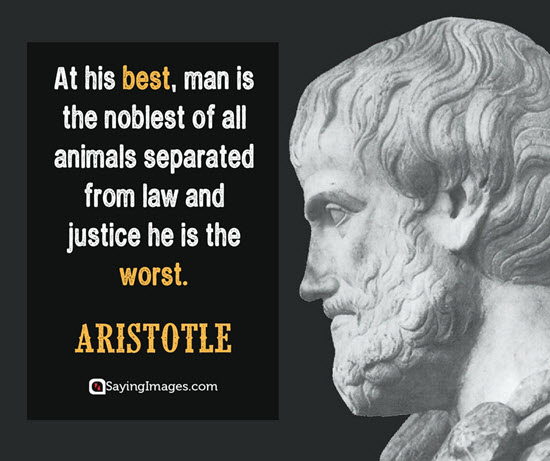 At his best, man is
the noblest of all
animals separated
from law and
justice he is the
worst.
ARISTOTLE
SayingImages.com